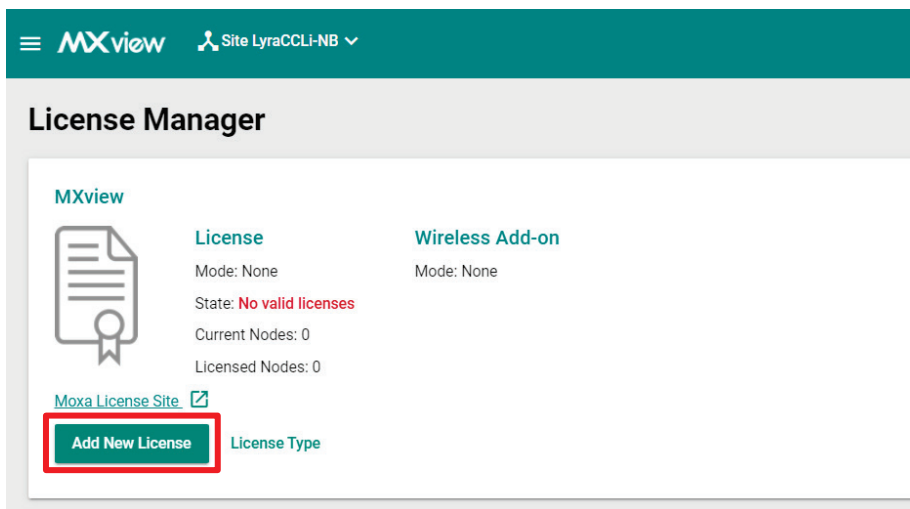 MXview Site LyraCCLi-NB
License Manager
MXview
License Wireless Add-on
Mode: None Mode: None
State: No valid licenses
Current Nodes: 0
Licensed Nodes: 0
Moxa License Site
Add New License License Type